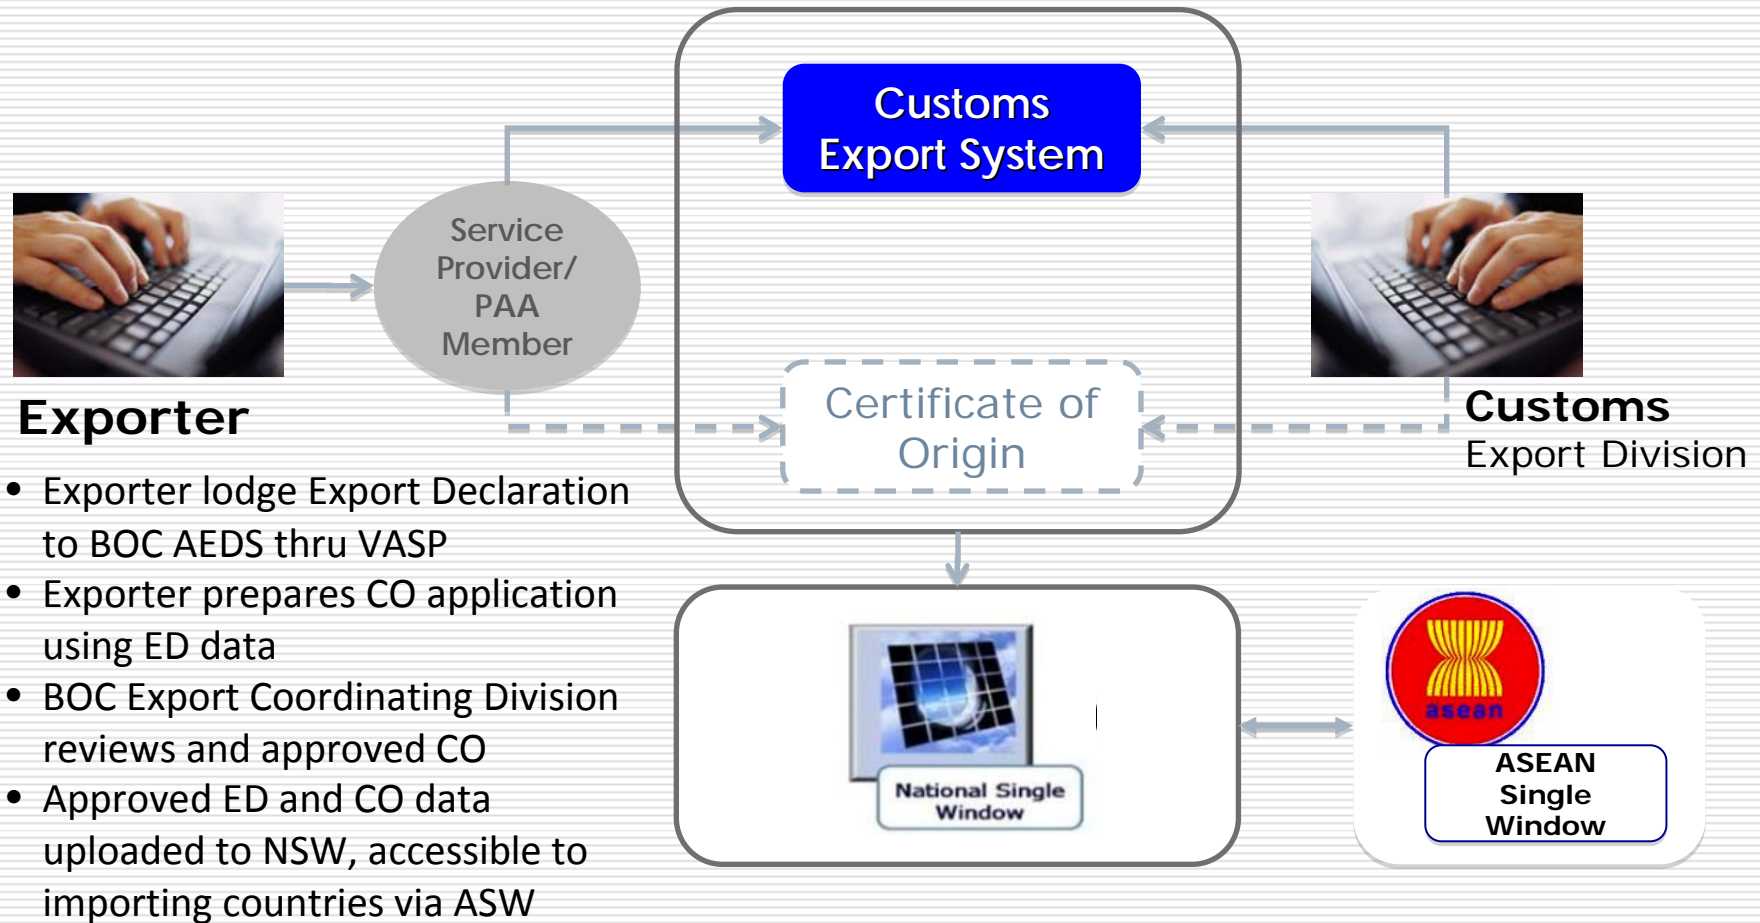 Customs
Export System
Service
Provider/
PAA
Member
Certificate of
Origin
Exporter
Customs
Export Division
• Exporter lodge Export Declaration
to BOC AEDS thru VASP
• Exporter prepares CO application
using ED data
• BOC Export Coordinating Division
reviews and approved CO
• Approved ED and CO data
uploaded to NSW, accessible to
importing countries via ASW
National Single
Window
asean
ASEAN
Single
Window